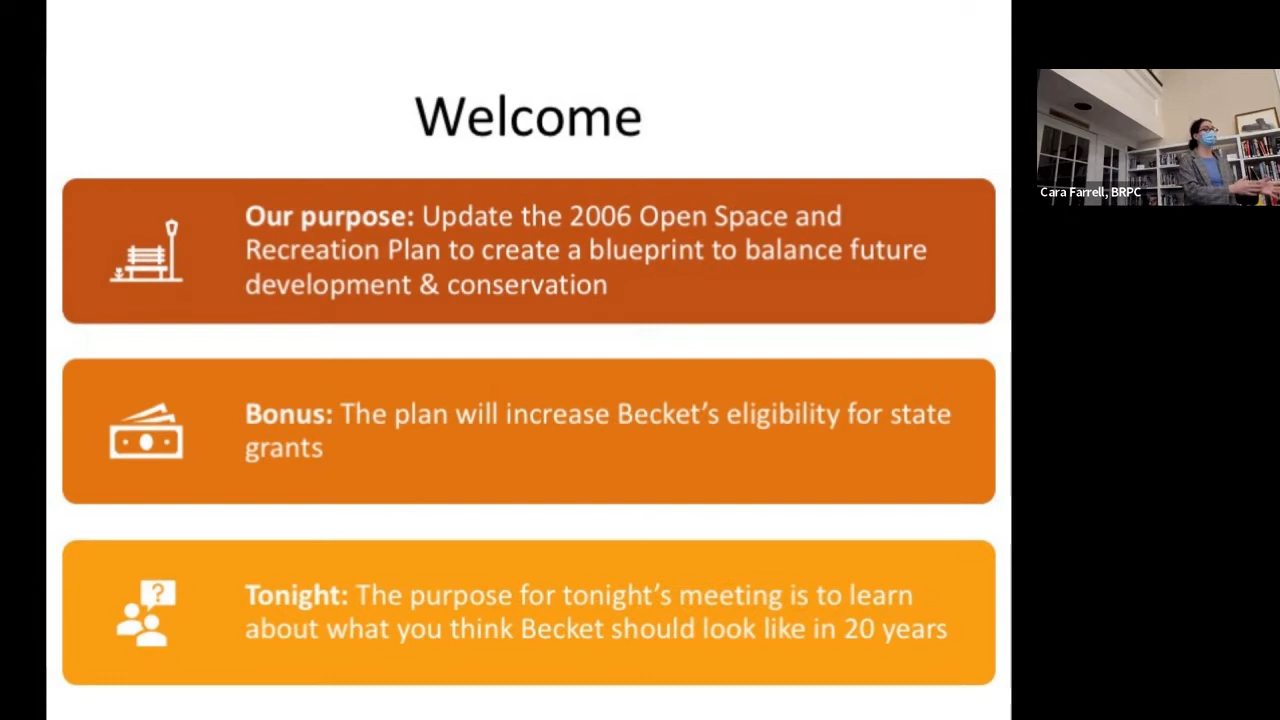 Welcome
Our purpose: Update the 2006 Open Space and
Recreation Plan to create a blueprint to balance future
development & conservation
Bonus: The plan will increase Becket’s eligibility for state
grants
?
Tonight: The purpose for tonight’s meeting is to learn
about what you think Becket should look like in 20 years
Cara Farrell, BRPC